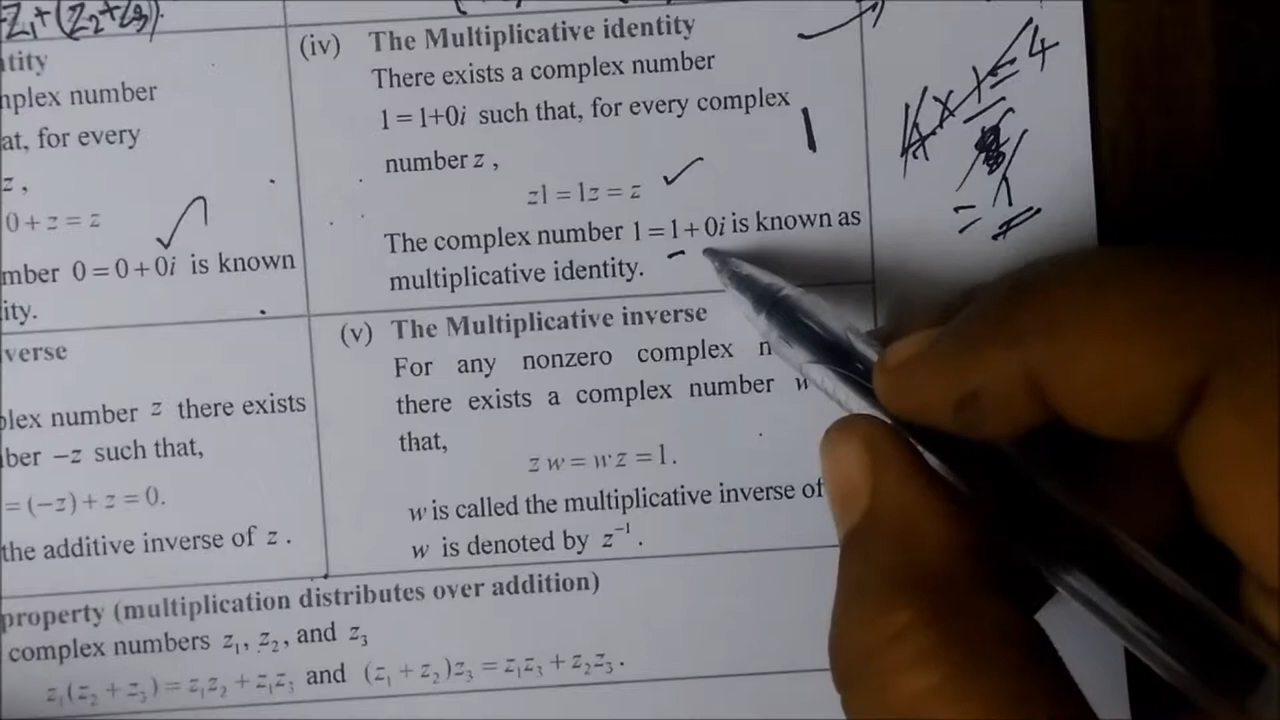 Z₁+(Z₂+Z₃).
tity
mplex number
at, for every
z ,
0 + z = z
mber 0 = 0 + 0i is known
ity.
(iv) The Multiplicative identity
There exists a complex number
1 = 1+0i such that, for every complex
number z ,
z1 = 1z = z
The complex number 1 = 1 + 0i is known as
multiplicative identity.
1
4 x 1 = 4
= 1
verse
plex number z there exists
ber −z such that,
= (−z) + z = 0.
the additive inverse of z .
(v) The Multiplicative inverse
For any nonzero complex n
there exists a complex number w
that,
z w = w z = 1.
w is called the multiplicative inverse of
w is denoted by z⁻¹ .
property (multiplication distributes over addition)
complex numbers z₁, z₂, and z₃
z₁(z₂ + z₃) = z₁z₂ + z₁z₃ and (z₁ + z₂)z₃ = z₁z₃ + z₂z₃ .